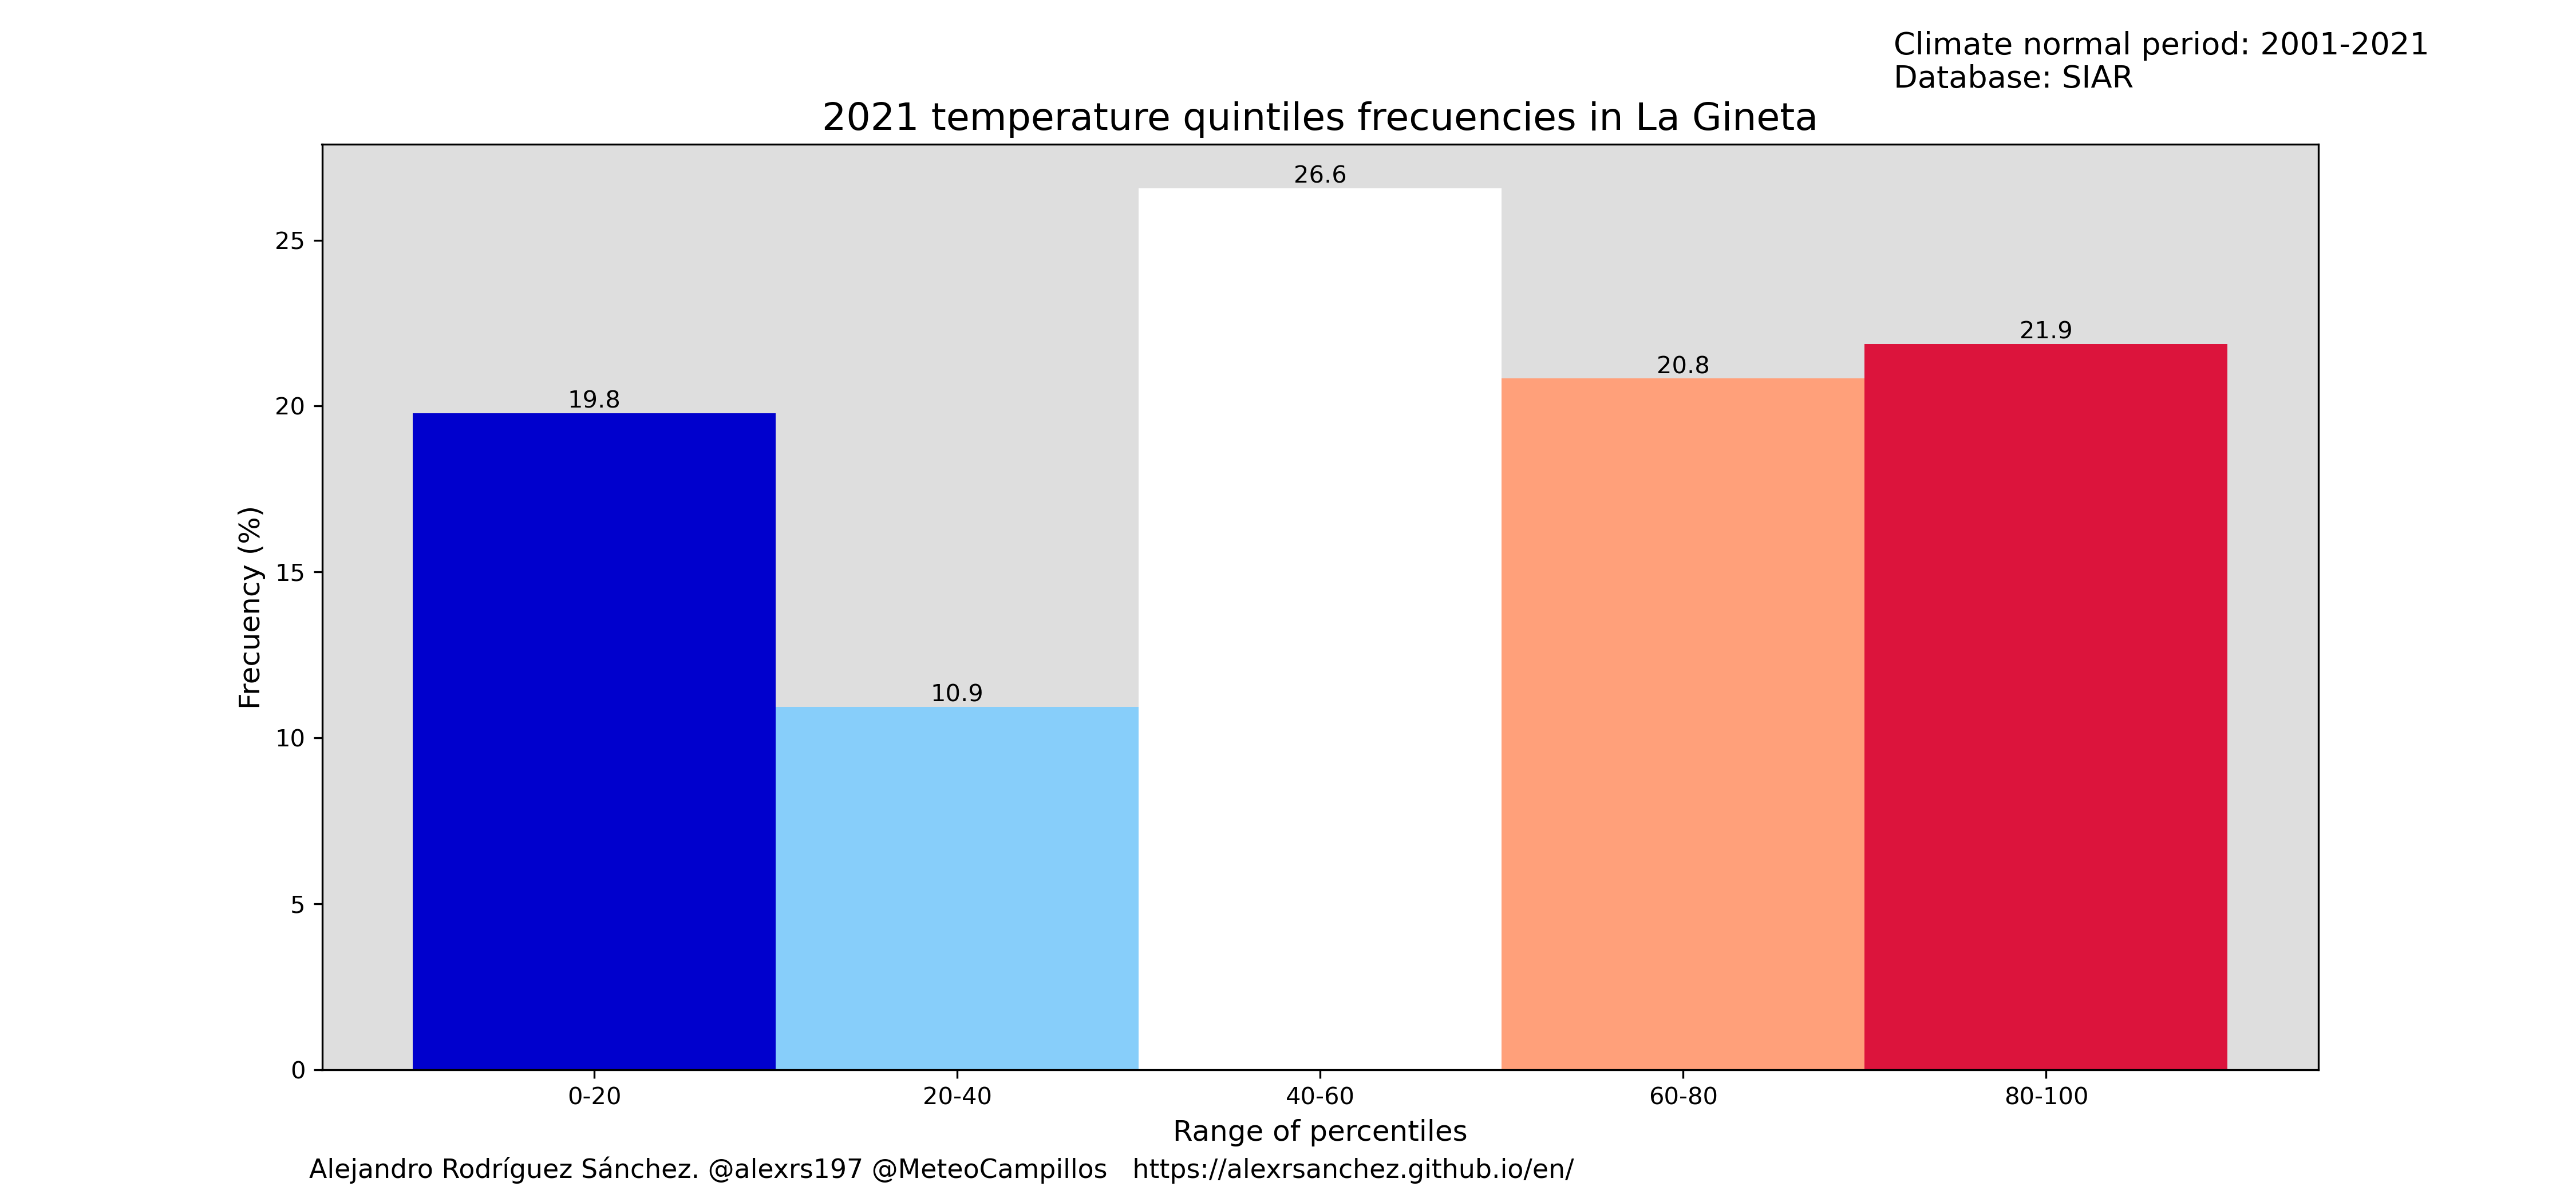 Climate normal period: 2001-2021
Database: SIAR
2021 temperature quintiles frecuencies in La Gineta
26.6
25
21.9
20.8
20
19.8
15
10.9
10
5
0
Frecuency (%)
0-20 20-40 40-60 60-80 80-100
Range of percentiles
Alejandro Rodríguez Sánchez. @alexrs197 @MeteoCampillos https://alexrsanchez.github.io/en/